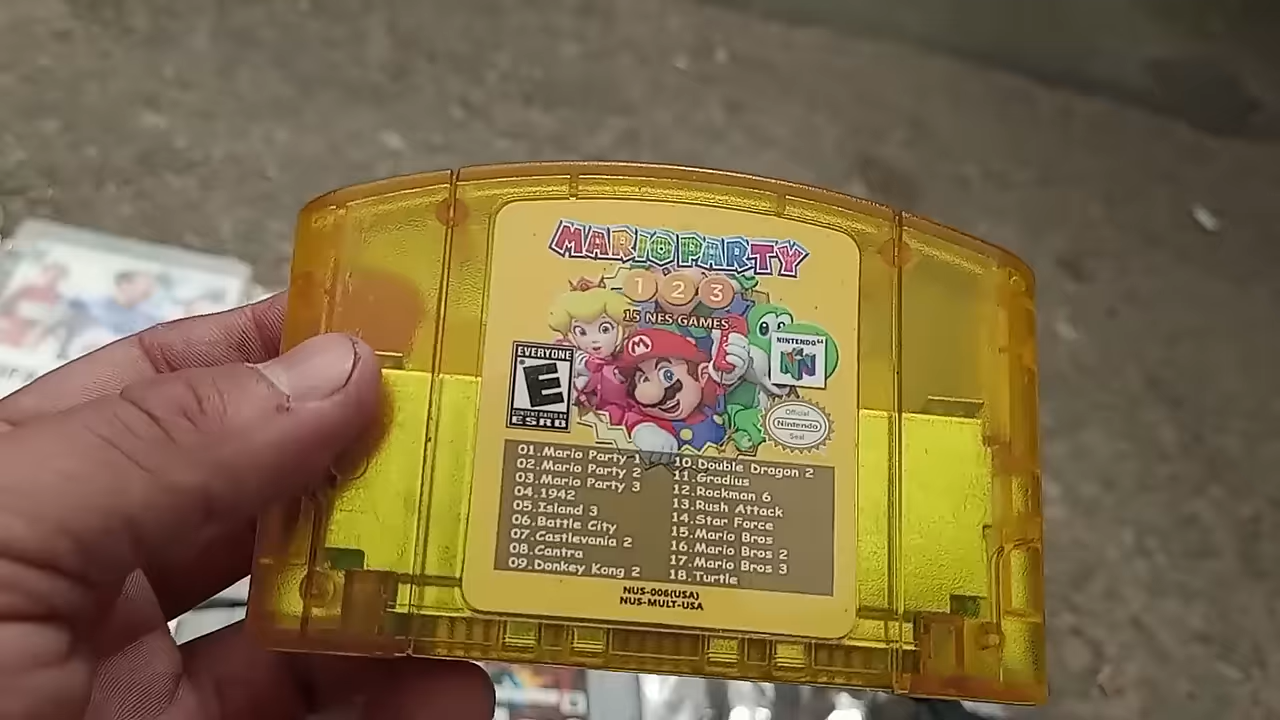 MARIOPARTY
1 2 3
15 NES GAMES
EVERYONE
E
CONTENT RATED BY
ESRB
NINTENDO64
N
Official
Nintendo
Seal
01.Mario Party 1
02.Mario Party 2
03.Mario Party 3
04.1942
05.Island 3
06.Battle City
07.Castlevania 2
08.Cantra
09.Donkey Kong 2
10.Double Dragon 2
11.Gradius
12.Rockman 6
13.Rush Attack
14.Star Force
15.Mario Bros
16.Mario Bros 2
17.Mario Bros 3
18.Turtle
NUS-006(USA)
NUS-MULT-USA